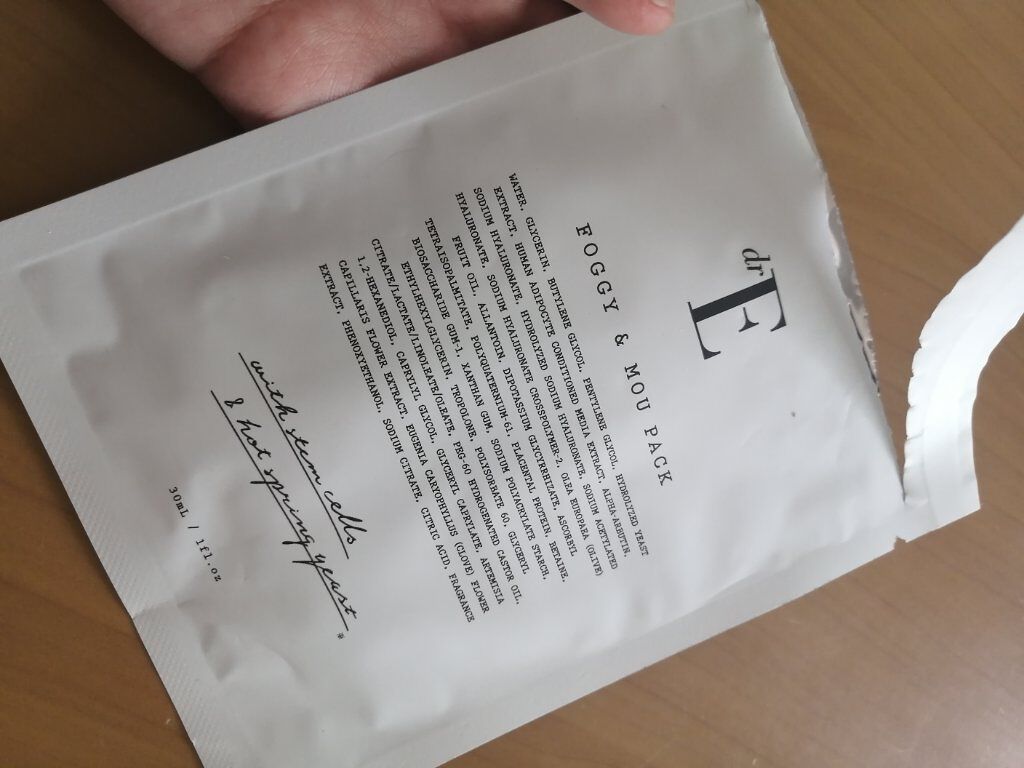 dr
E
FOGGY & MOU PACK
WATER, GLYCERIN, BUTYLENE GLYCOL, PENTYLENE GLYCOL, HYDROLYZED YEAST
EXTRACT, HUMAN ADIPOCYTE CONDITIONED MEDIA EXTRACT, ALPHA-ARBUTIN,
SODIUM HYALURONATE, HYDROLYZED SODIUM HYALURONATE, SODIUM ACETYLATED
HYALURONATE, SODIUM HYALURONATE CROSSPOLYMER-2, OLEA EUROPAEA (OLIVE)
FRUIT OIL, ALLANTOIN, DIPOTASSIUM GLYCYRRHIZATE, ASCORBYL
TETRAISOPALMITATE, POLYQUATERNIUM-61, PLACENTAL PROTEIN, BETAINE,
BIOSACCHARIDE GUM-1, XANTHAN GUM, SODIUM POLYACRYLATE STARCH,
ETHYLHEXYLGLYCERIN, TROPOLONE, POLYSORBATE 60, GLYCERYL
CITRATE/LACTATE/LINOLEATE/OLEATE, PEG-60 HYDROGENATED CASTOR OIL,
1,2-HEXANEDIOL, CAPRYLYL GLYCOL, GLYCERYL CAPRYLATE, ARTEMISIA
CAPILLARIS FLOWER EXTRACT, EUGENIA CARYOPHYLLUS (CLOVE) FLOWER
EXTRACT, PHENOXYETHANOL, SODIUM CITRATE, CITRIC ACID, FRAGRANCE
with stem cells
& hot spring yeast *
30mL / 1fl.oz